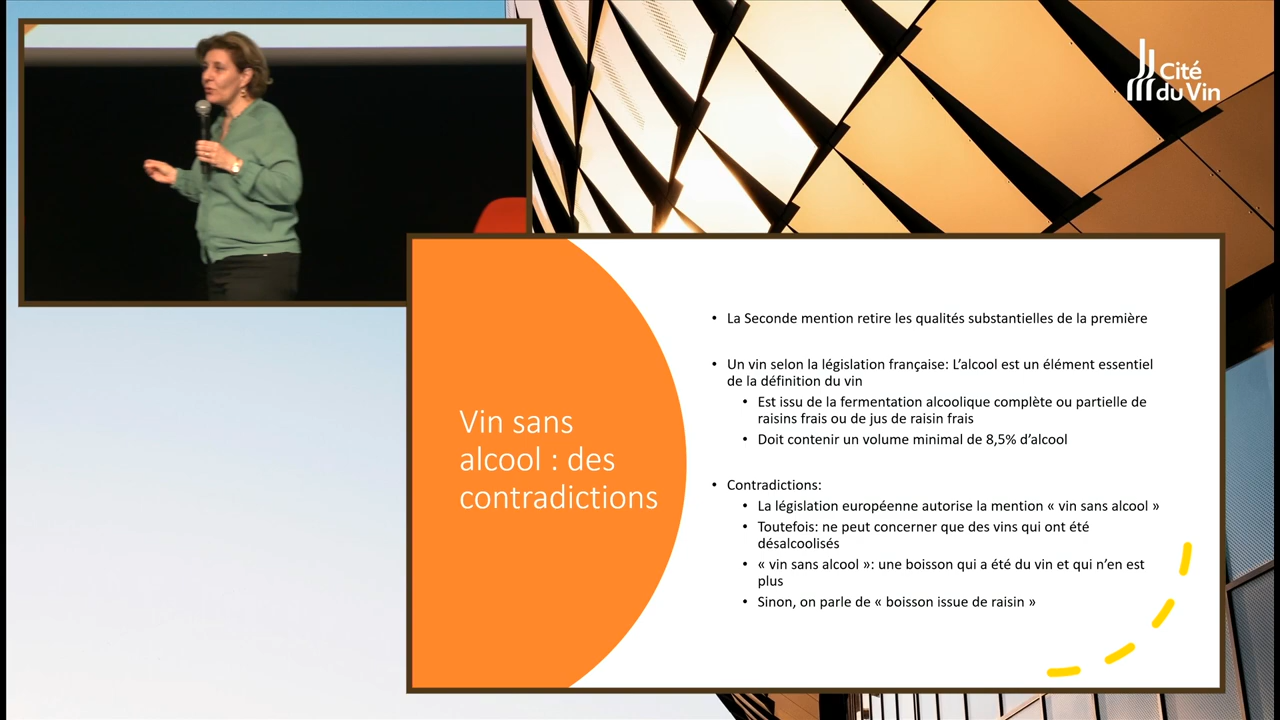 Cité
du Vin
Vin sans
alcool : des
contradictions
• La Seconde mention retire les qualités substantielles de la première
• Un vin selon la législation française: L’alcool est un élément essentiel
de la définition du vin
• Est issu de la fermentation alcoolique complète ou partielle de
raisins frais ou de jus de raisin frais
• Doit contenir un volume minimal de 8,5% d’alcool
• Contradictions:
• La législation européenne autorise la mention « vin sans alcool »
• Toutefois: ne peut concerner que des vins qui ont été
désalcoolisés
• « vin sans alcool »: une boisson qui a été du vin et qui n’en est
plus
• Sinon, on parle de « boisson issue de raisin »